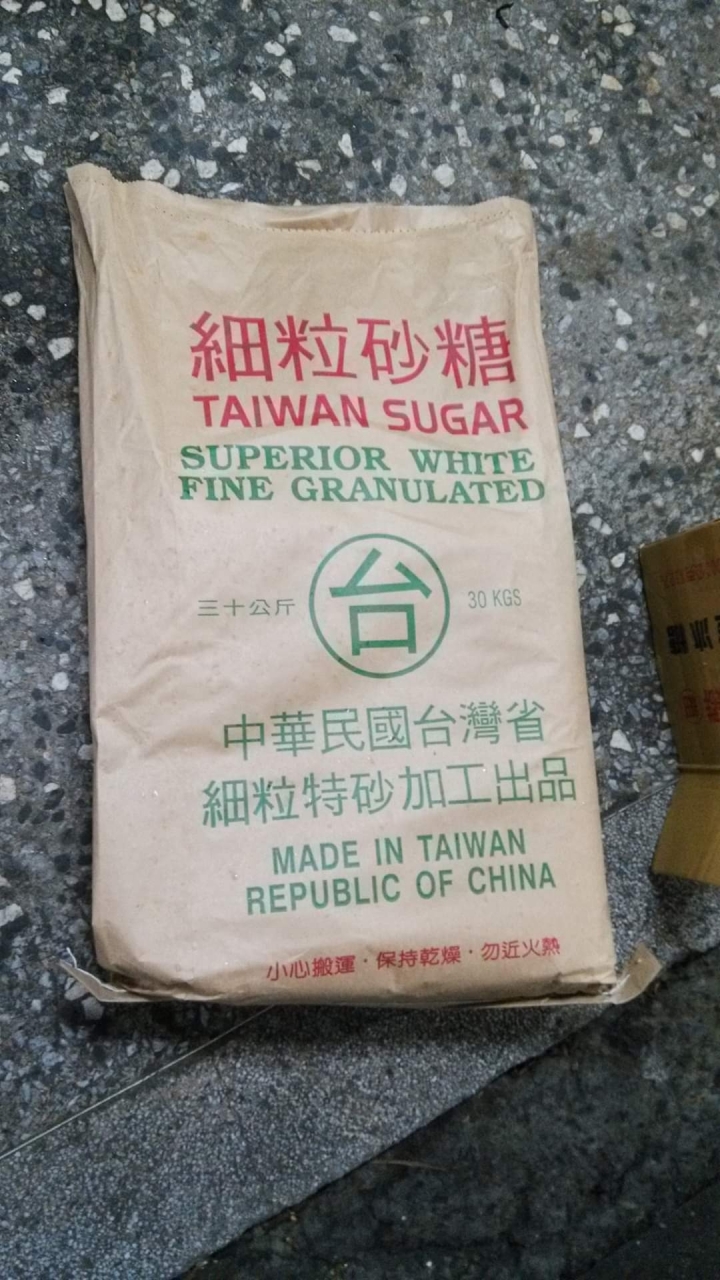 細粒砂糖
TAIWAN SUGAR
SUPERIOR WHITE
FINE GRANULATED
三十公斤 台 30 KGS
中華民國台灣省
細粒特砂加工出品
MADE IN TAIWAN
REPUBLIC OF CHINA
小心搬運·保持乾燥·勿近火熱